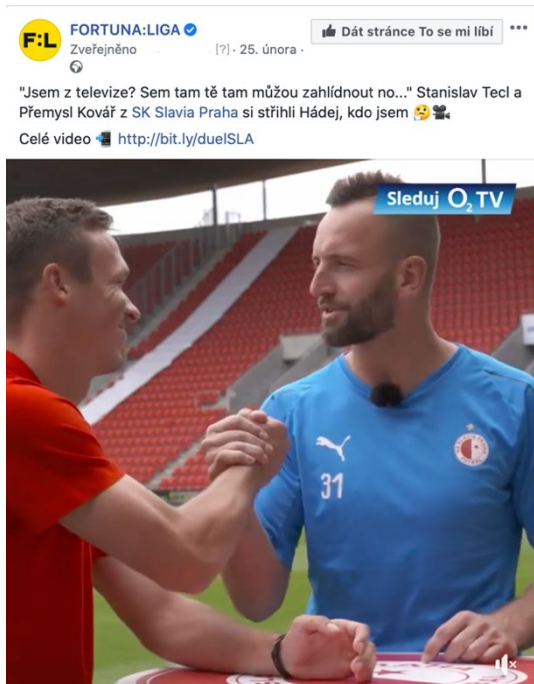 F:L
FORTUNA:LIGA
Dát stránce To se mi líbí
Zveřejněno [?] · 25. února ·
"Jsem z televize? Sem tam tě tam můžou zahlídnout no..." Stanislav Tecl a
Přemysl Kovář z SK Slavia Praha si střihli Hádej, kdo jsem 🤔🎥
Celé video 📲 http://bit.ly/duelSLA
Sleduj O2 TV
31